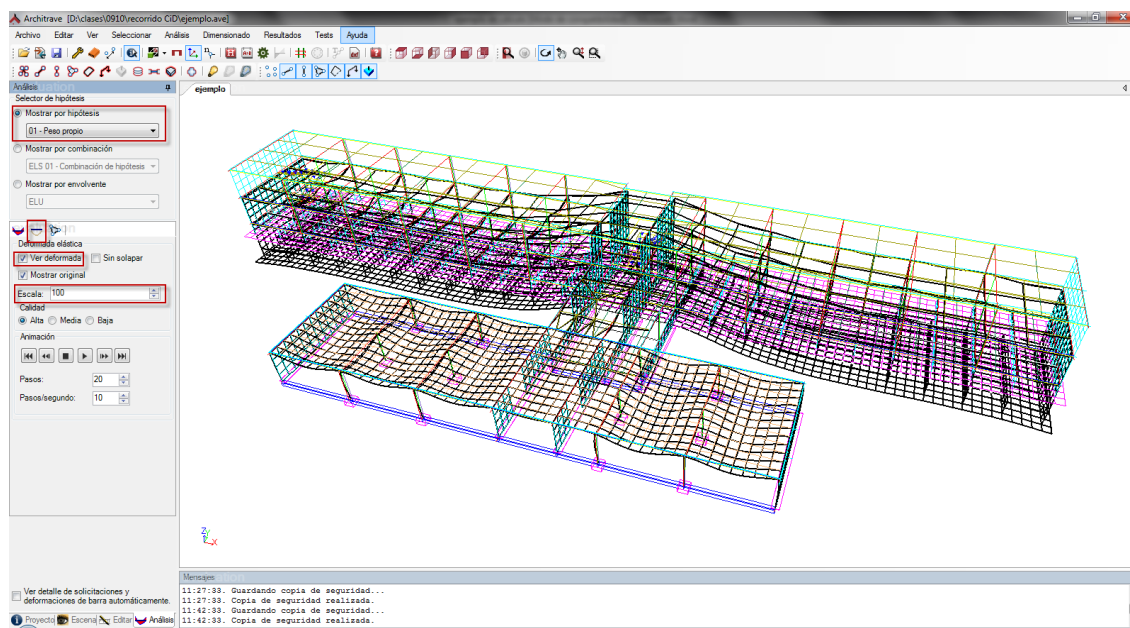 Architrave [D:\clases\0910\recorrido CiD\ejemplo.ave]
Archivo Editar Ver Seleccionar Análisis Dimensionado Resultados Tests Ayuda
Análisis
ejemplo
Selector de hipótesis
Mostrar por hipótesis
01 - Peso propio
Mostrar por combinación
ELS 01 - Combinación de hipótesis
Mostrar por envolvente
ELU
Deformada elástica
Ver deformada Sin solapar
Mostrar original
Escala: 100
Calidad
Alta Media Baja
Animación
Pasos: 20
Pasos/segundo: 10
Z
X
Mensajes
Ver detalle de solicitaciones y
deformaciones de barra automáticamente.
11:27:33. Guardando copia de seguridad...
11:27:33. Copia de seguridad realizada.
11:42:33. Guardando copia de seguridad...
11:42:33. Copia de seguridad realizada.
Proyecto Escena Editar Análisis